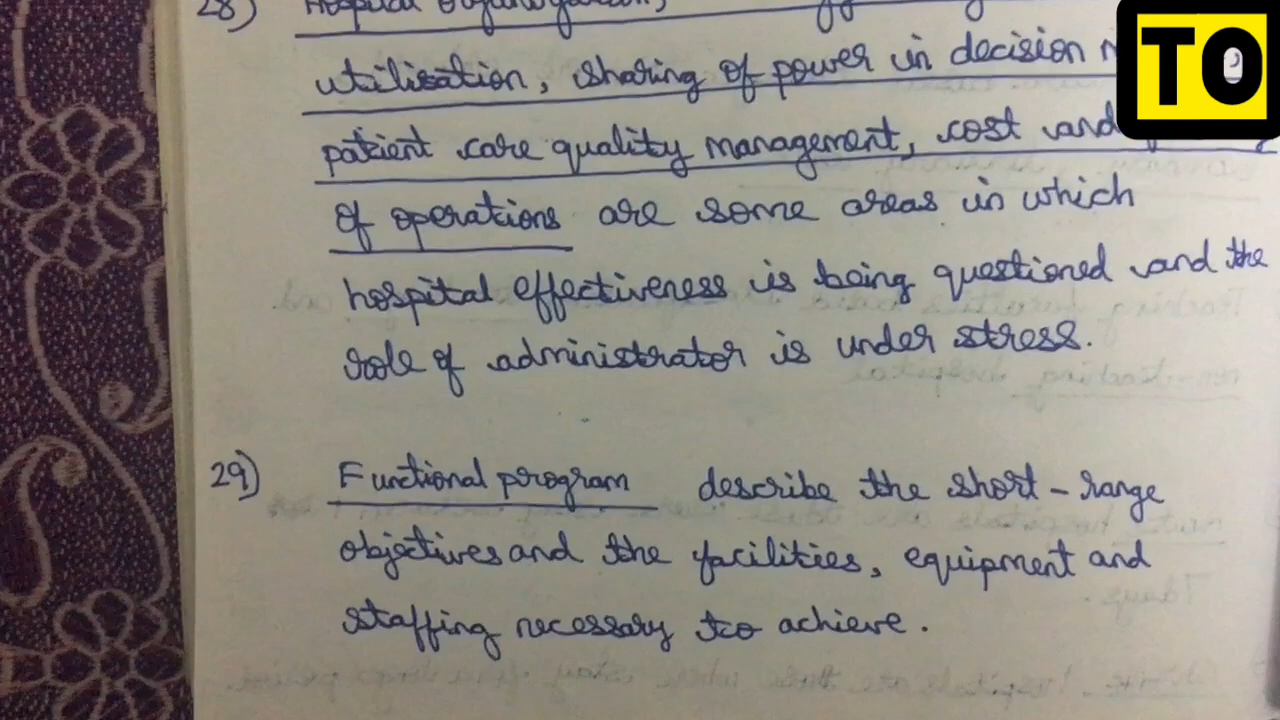 28) Hospital organization,
utilisation, sharing of power in decision
TO
patient care quality management, cost and
of operations are some areas in which
hospital effectiveness is being questioned and the
role of administrator is under stress.
29) Functional program describe the short-range
objectives and the facilities, equipment and
staffing necessary to achieve.